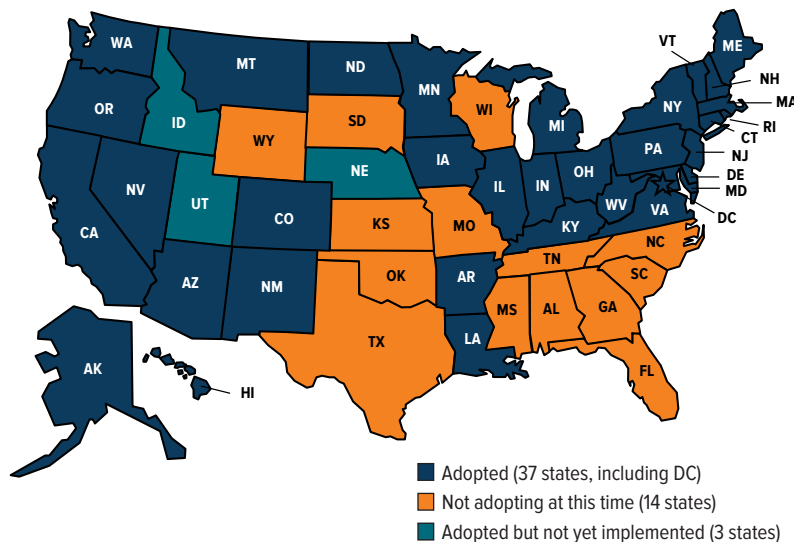 WA
MT
ND
MN
VT
ME
NH
MA
OR
ID
WY
SD
WI
MI
NY
RI
CT
PA
NJ
NV
UT
NE
IA
IL
IN
OH
DE
MD
DC
CA
CO
KS
MO
KY
WV
VA
AZ
NM
OK
AR
TN
NC
SC
TX
LA
MS
AL
GA
FL
AK
HI
Adopted (37 states, including DC)
Not adopting at this time (14 states)
Adopted but not yet implemented (3 states)